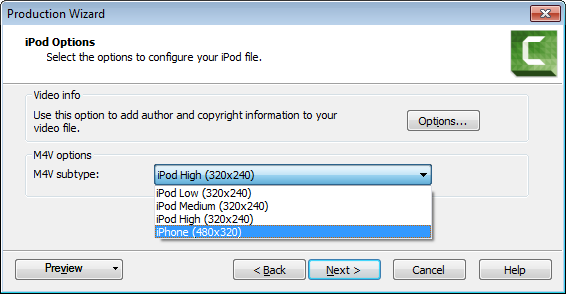 Production Wizard
iPod Options
Select the options to configure your iPod file.
Video info
Use this option to add author and copyright information to your
video file.
Options...
M4V options
M4V subtype:
iPod High (320x240)
iPod Low (320x240)
iPod Medium (320x240)
iPod High (320x240)
iPhone (480x320)
Preview
< Back
Next >
Cancel
Help